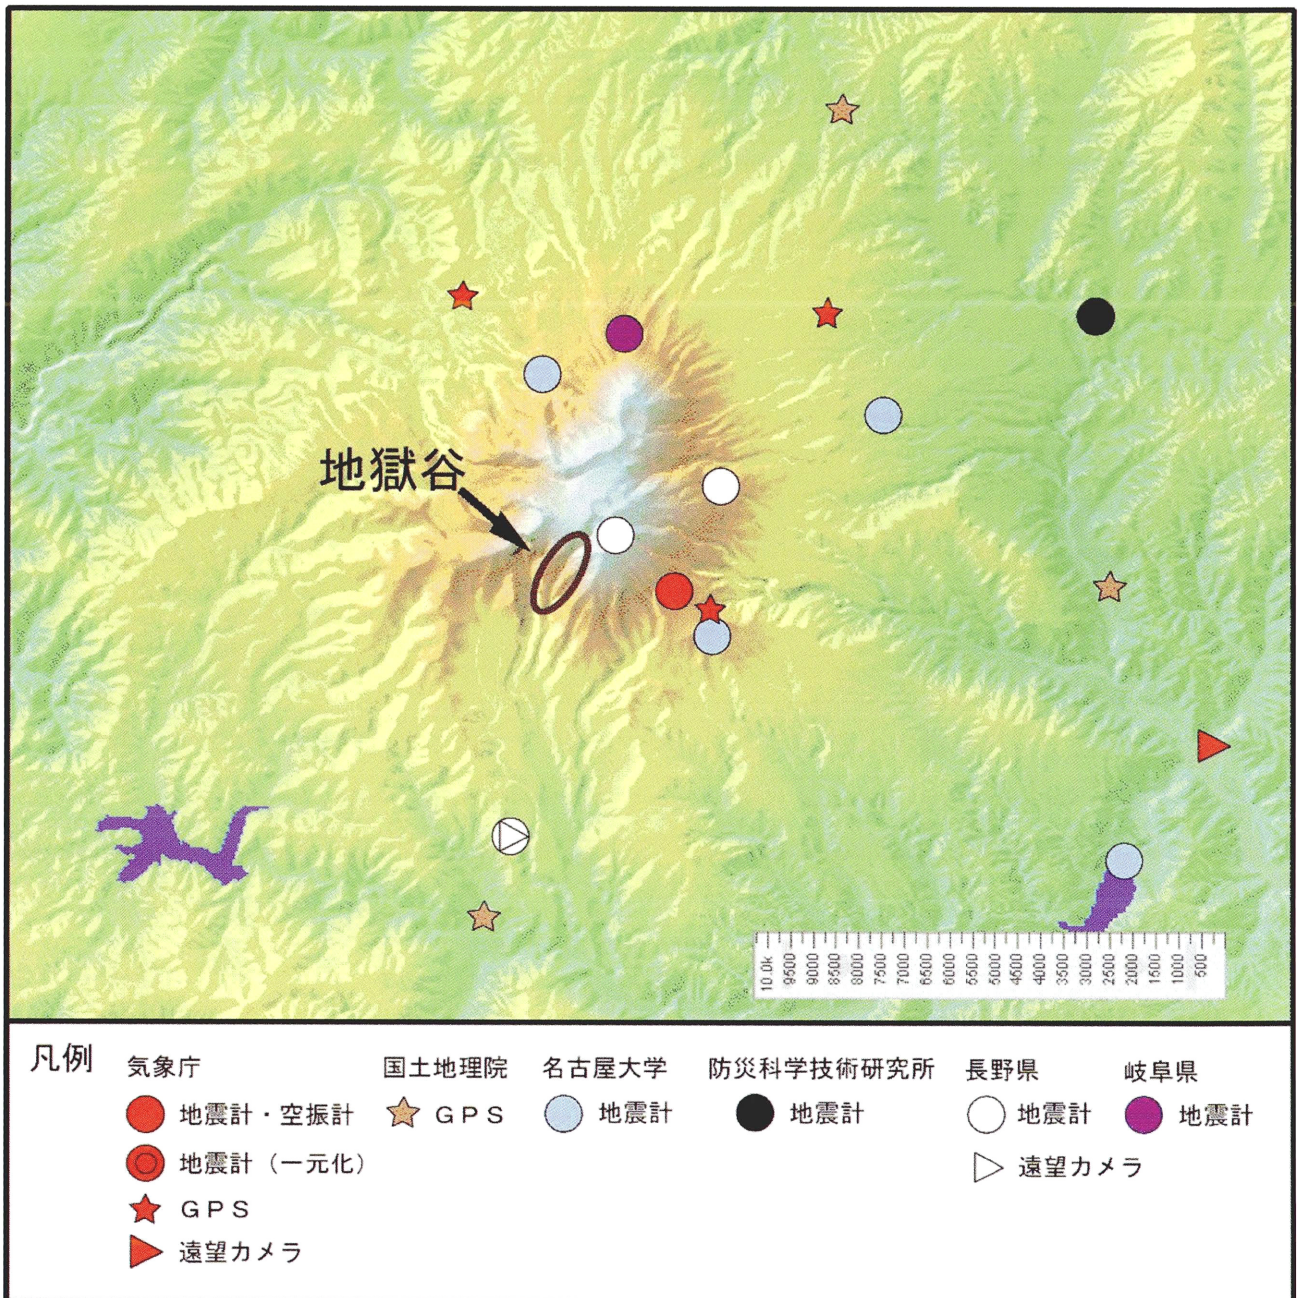 地獄谷
10.0k 9500 9000 8500 8000 7500 7000 6500 6000 5500 5000 4500 4000 3500 3000 2500 2000 1500 1000 500
凡例
気象庁
地震計・空振計
地震計（一元化）
ＧＰＳ
遠望カメラ
国土地理院
ＧＰＳ
名古屋大学
地震計
防災科学技術研究所
地震計
長野県
地震計
遠望カメラ
岐阜県
地震計